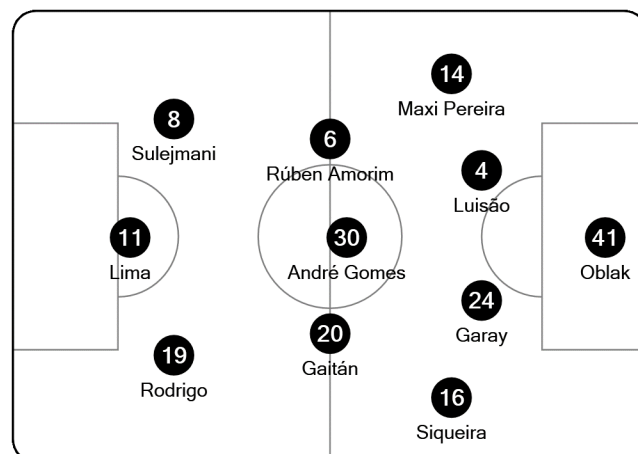 14
Maxi Pereira
8
Sulejmani
6
Rúben Amorim
4
Luisão
11
Lima
30
André Gomes
41
Oblak
24
Garay
20
Gaitán
19
Rodrigo
16
Siqueira